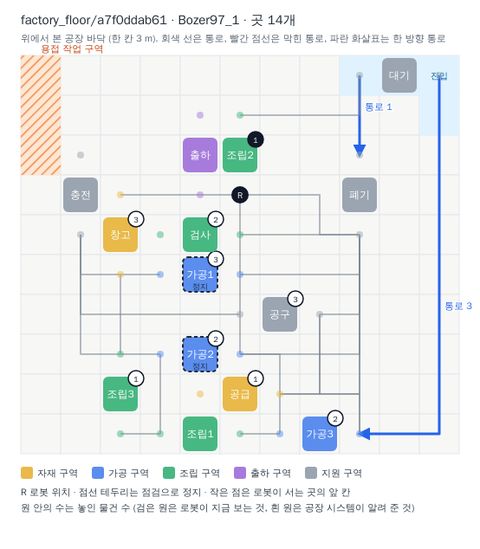 factory_floor/a7f0ddab61 · Bozer97_1 · 곳 14개
위에서 본 공장 바닥 (한 칸 3 m). 회색 선은 통로, 빨간 점선은 막힌 통로, 파란 화살표는 한 방향 통로
용접 작업 구역
대기
진입
통로 1
출하
조립2
1
충전
R
폐기
창고
3
검사
2
가공1
정지
3
공구
3
통로 3
가공2
정지
2
조립3
1
공급
1
조립1
가공3
2
자재 구역
가공 구역
조립 구역
출하 구역
지원 구역
R 로봇 위치 · 점선 테두리는 점검으로 정지 · 작은 점은 로봇이 서는 곳의 앞 칸
원 안의 수는 놓인 물건 수 (검은 원은 로봇이 지금 보는 것, 흰 원은 공장 시스템이 알려 준 것)